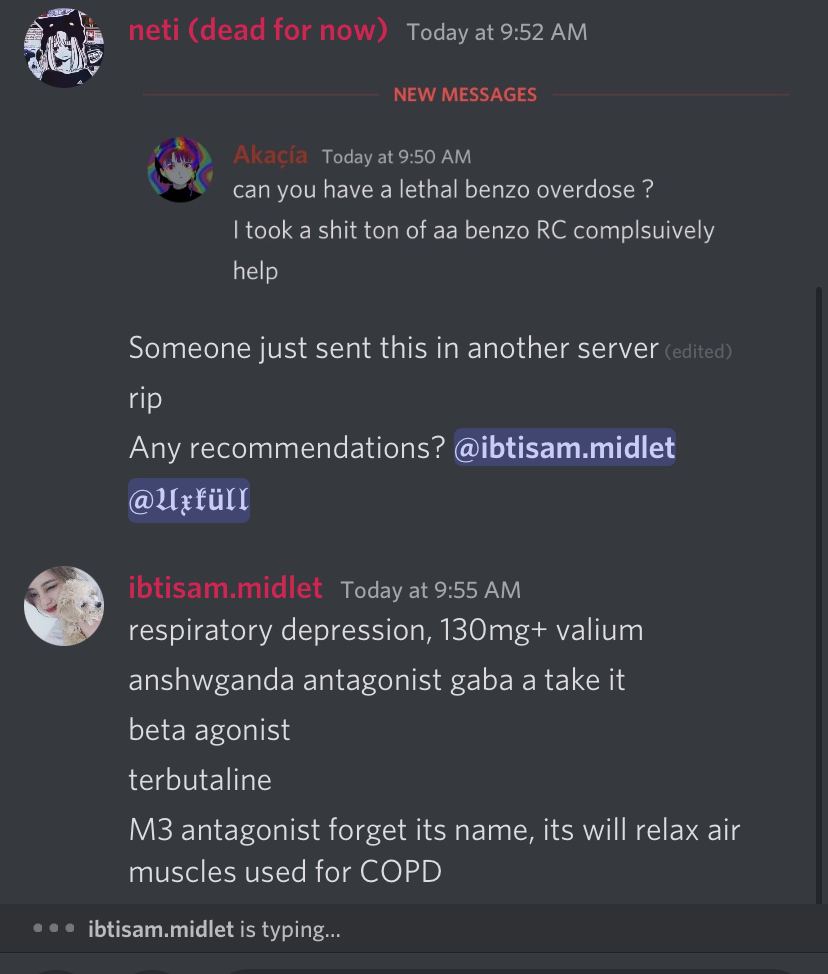 neti (dead for now) Today at 9:52 AM
NEW MESSAGES
Akaçía Today at 9:50 AM
can you have a lethal benzo overdose ?
I took a shit ton of aa benzo RC complsuively
help
Someone just sent this in another server (edited)
rip
Any recommendations? @ibtisam.midlet
@𝔘𝔵𝔨ü𝔩𝔩
ibtisam.midlet Today at 9:55 AM
respiratory depression, 130mg+ valium
anshwganda antagonist gaba a take it
beta agonist
terbutaline
M3 antagonist forget its name, its will relax air
muscles used for COPD
ibtisam.midlet is typing...